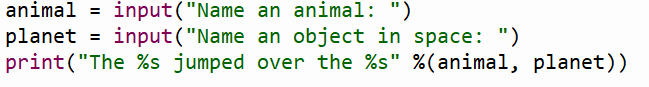 animal = input("Name an animal: ")
planet = input("Name an object in space: ")
print("The %s jumped over the %s" %(animal, planet))